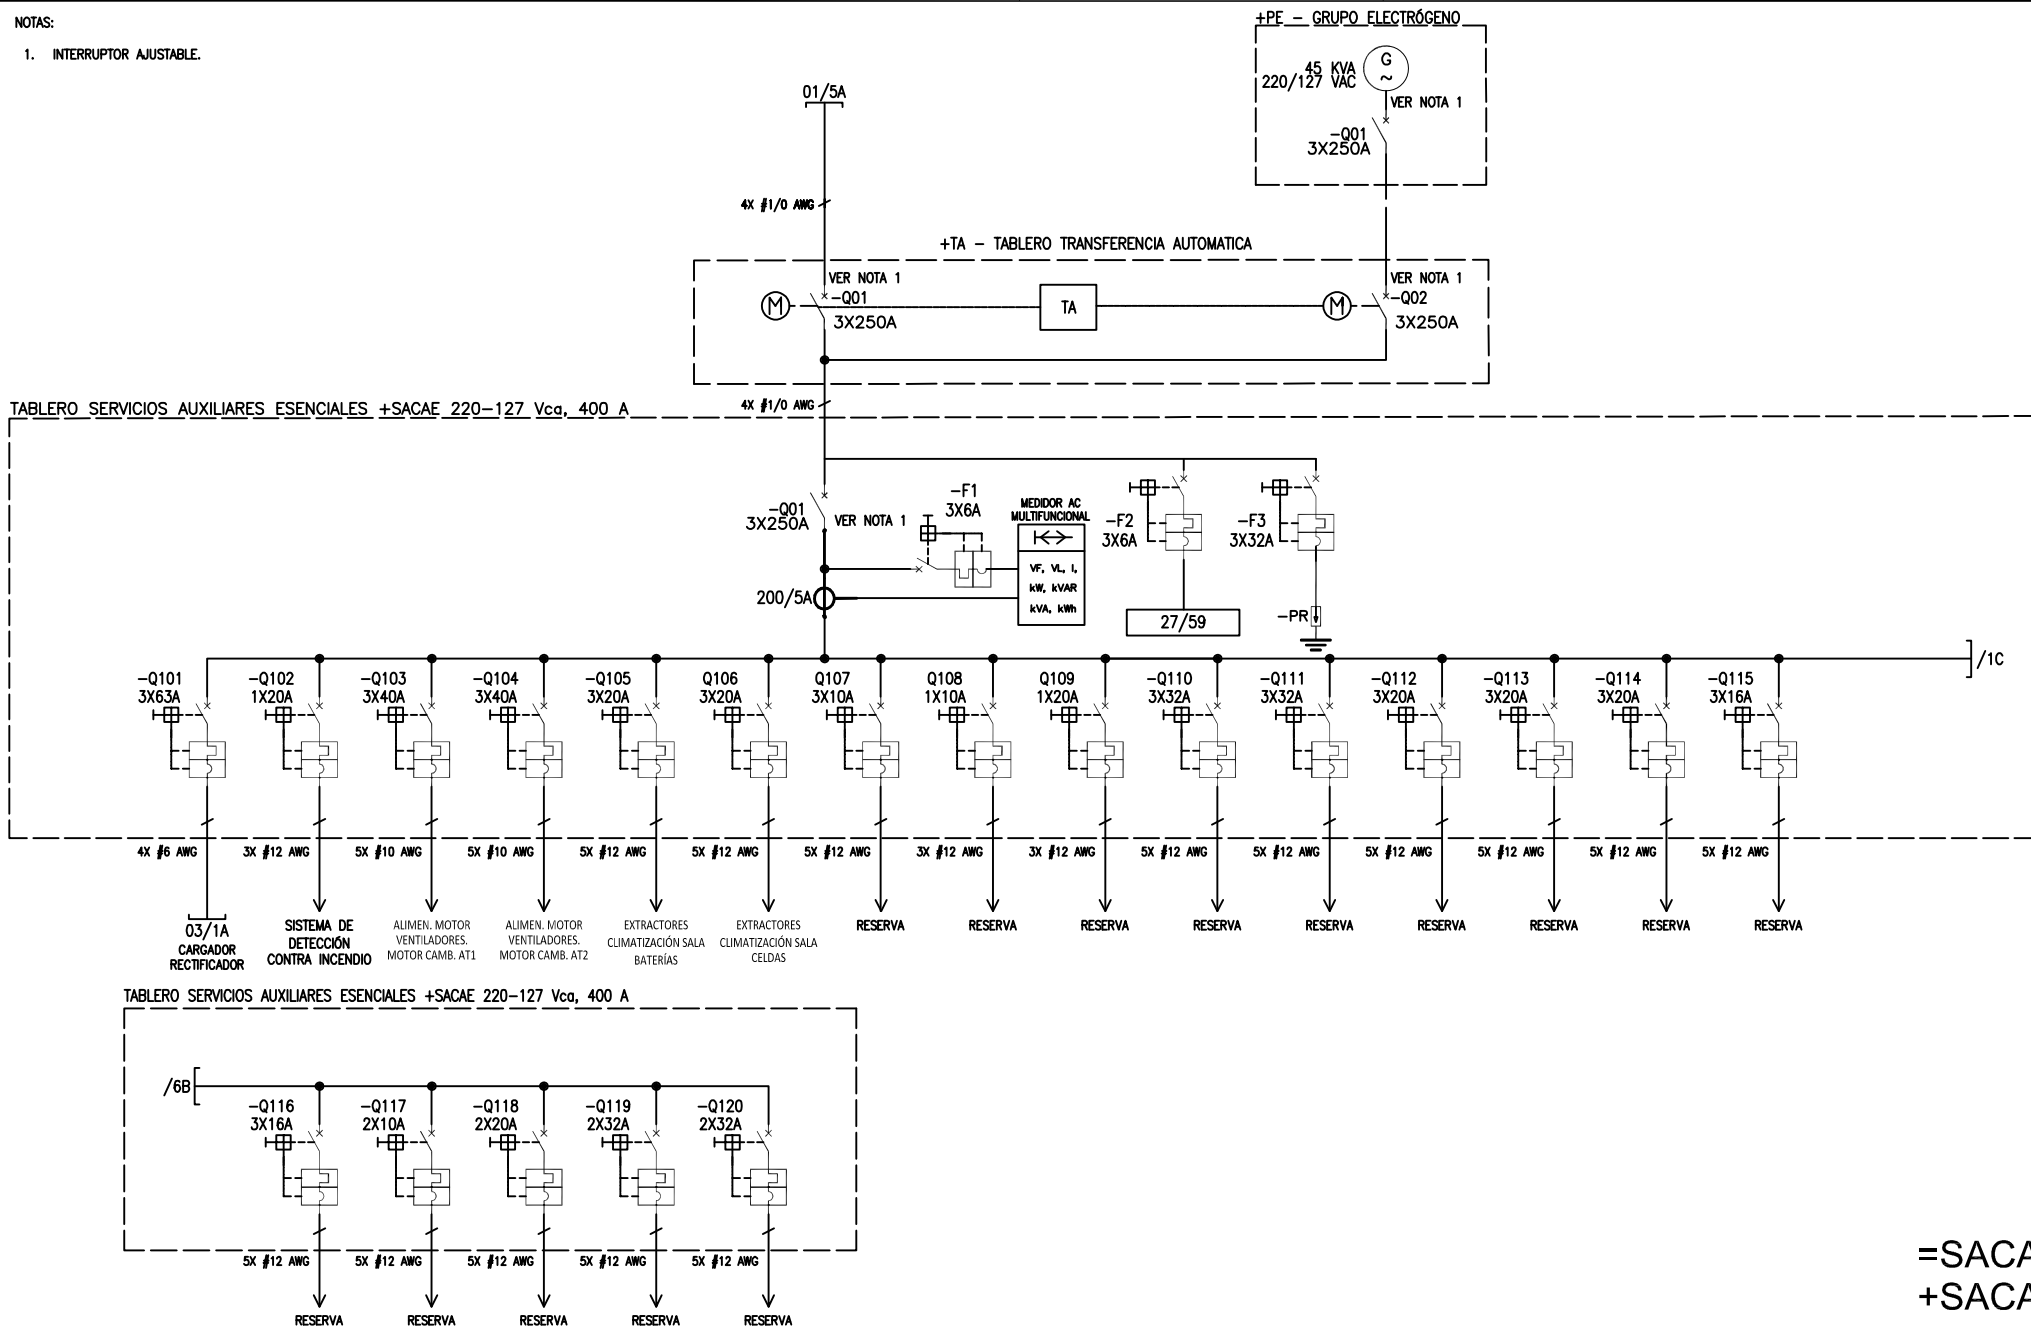 NOTAS:
1. INTERRUPTOR AJUSTABLE.
+PE – GRUPO ELECTRÓGENO
G
~
45 KVA
220/127 VAC
VER NOTA 1
-Q01
3X250A
01/5A
4X #1/0 AWG
+TA – TABLERO TRANSFERENCIA AUTOMATICA
VER NOTA 1
M
-Q01
3X250A
TA
VER NOTA 1
M
-Q02
3X250A
TABLERO SERVICIOS AUXILIARES ESENCIALES +SACAE 220-127 Vca, 400 A
4X #1/0 AWG
-Q01
3X250A
VER NOTA 1
-F1
3X6A
MEDIDOR AC
MULTIFUNCIONAL
VF, VL, I,
kW, kVAR
kVA, kWh
200/5A
-F2
3X6A
27/59
-F3
3X32A
-PR
/1C
-Q101
3X63A
-Q102
1X20A
-Q103
3X40A
-Q104
3X40A
-Q105
3X20A
Q106
3X20A
Q107
3X10A
Q108
1X10A
Q109
1X20A
-Q110
3X32A
-Q111
3X32A
-Q112
3X20A
-Q113
3X20A
-Q114
3X20A
-Q115
3X16A
4X #6 AWG
3X #12 AWG
5X #10 AWG
5X #10 AWG
5X #12 AWG
5X #12 AWG
5X #12 AWG
3X #12 AWG
3X #12 AWG
5X #12 AWG
5X #12 AWG
5X #12 AWG
5X #12 AWG
5X #12 AWG
5X #12 AWG
03/1A
CARGADOR
RECTIFICADOR
SISTEMA DE
DETECCIÓN
CONTRA INCENDIO
ALIMEN. MOTOR
VENTILADORES.
MOTOR CAMB. AT1
ALIMEN. MOTOR
VENTILADORES.
MOTOR CAMB. AT2
EXTRACTORES
CLIMATIZACIÓN SALA
BATERÍAS
EXTRACTORES
CLIMATIZACIÓN SALA
CELDAS
RESERVA
RESERVA
RESERVA
RESERVA
RESERVA
RESERVA
RESERVA
RESERVA
RESERVA
TABLERO SERVICIOS AUXILIARES ESENCIALES +SACAE 220-127 Vca, 400 A
/6B
-Q116
3X16A
-Q117
2X10A
-Q118
2X20A
-Q119
2X32A
-Q120
2X32A
5X #12 AWG
5X #12 AWG
5X #12 AWG
5X #12 AWG
5X #12 AWG
RESERVA
RESERVA
RESERVA
RESERVA
RESERVA
=SACA
+SACA